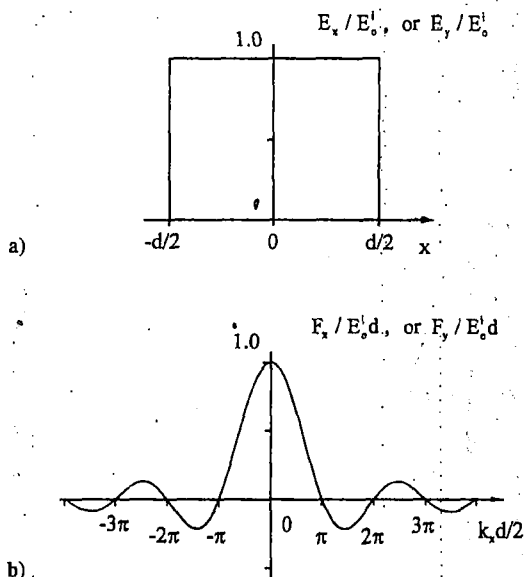 E_x / E_o^i, or E_y / E_o^i
1.0
-d/2 0 d/2 x
a)
F_x / E_o^i d, or F_y / E_o^i d
1.0
-3π -2π -π 0 π 2π 3π k_x d/2
b)